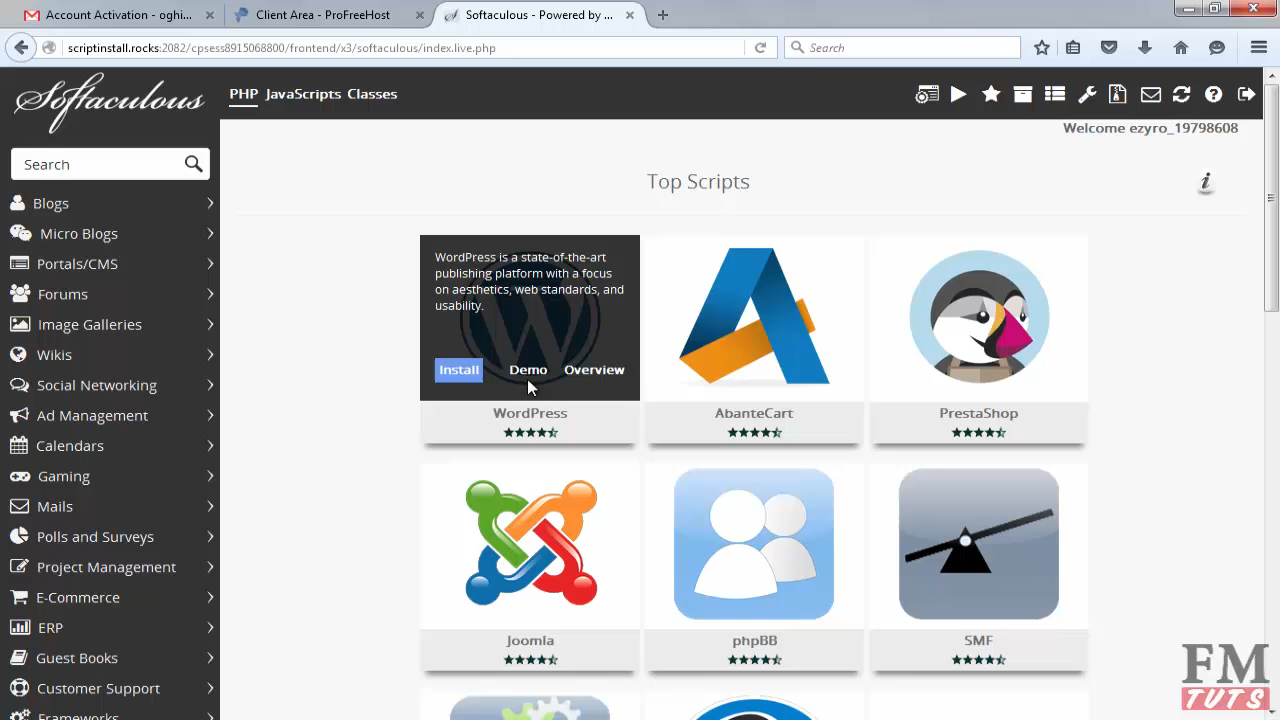 Account Activation - oghi...
Client Area - ProFreeHost
Softaculous - Powered by ...
scriptinstall.rocks:2082/cpsess8915068800/frontend/x3/softaculous/index.live.php
Search
Softaculous
PHP JavaScripts Classes
Welcome ezyro_19798608
Search
Blogs
Micro Blogs
Portals/CMS
Forums
Image Galleries
Wikis
Social Networking
Ad Management
Calendars
Gaming
Mails
Polls and Surveys
Project Management
E-Commerce
ERP
Guest Books
Customer Support
Frameworks
Top Scripts
WordPress is a state-of-the-art
publishing platform with a focus
on aesthetics, web standards, and
usability.
Install Demo Overview
WordPress
AbanteCart
PrestaShop
Joomla
phpBB
SMF
FM
TUTS